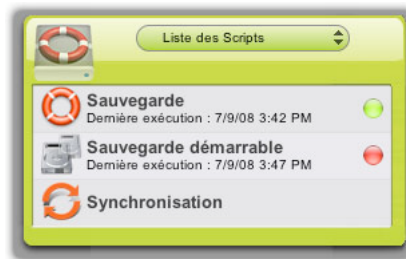 Liste des Scripts
Sauvegarde
Dernière exécution : 7/9/08 3:42 PM
Sauvegarde démarrable
Dernière exécution : 7/9/08 3:47 PM
Synchronisation